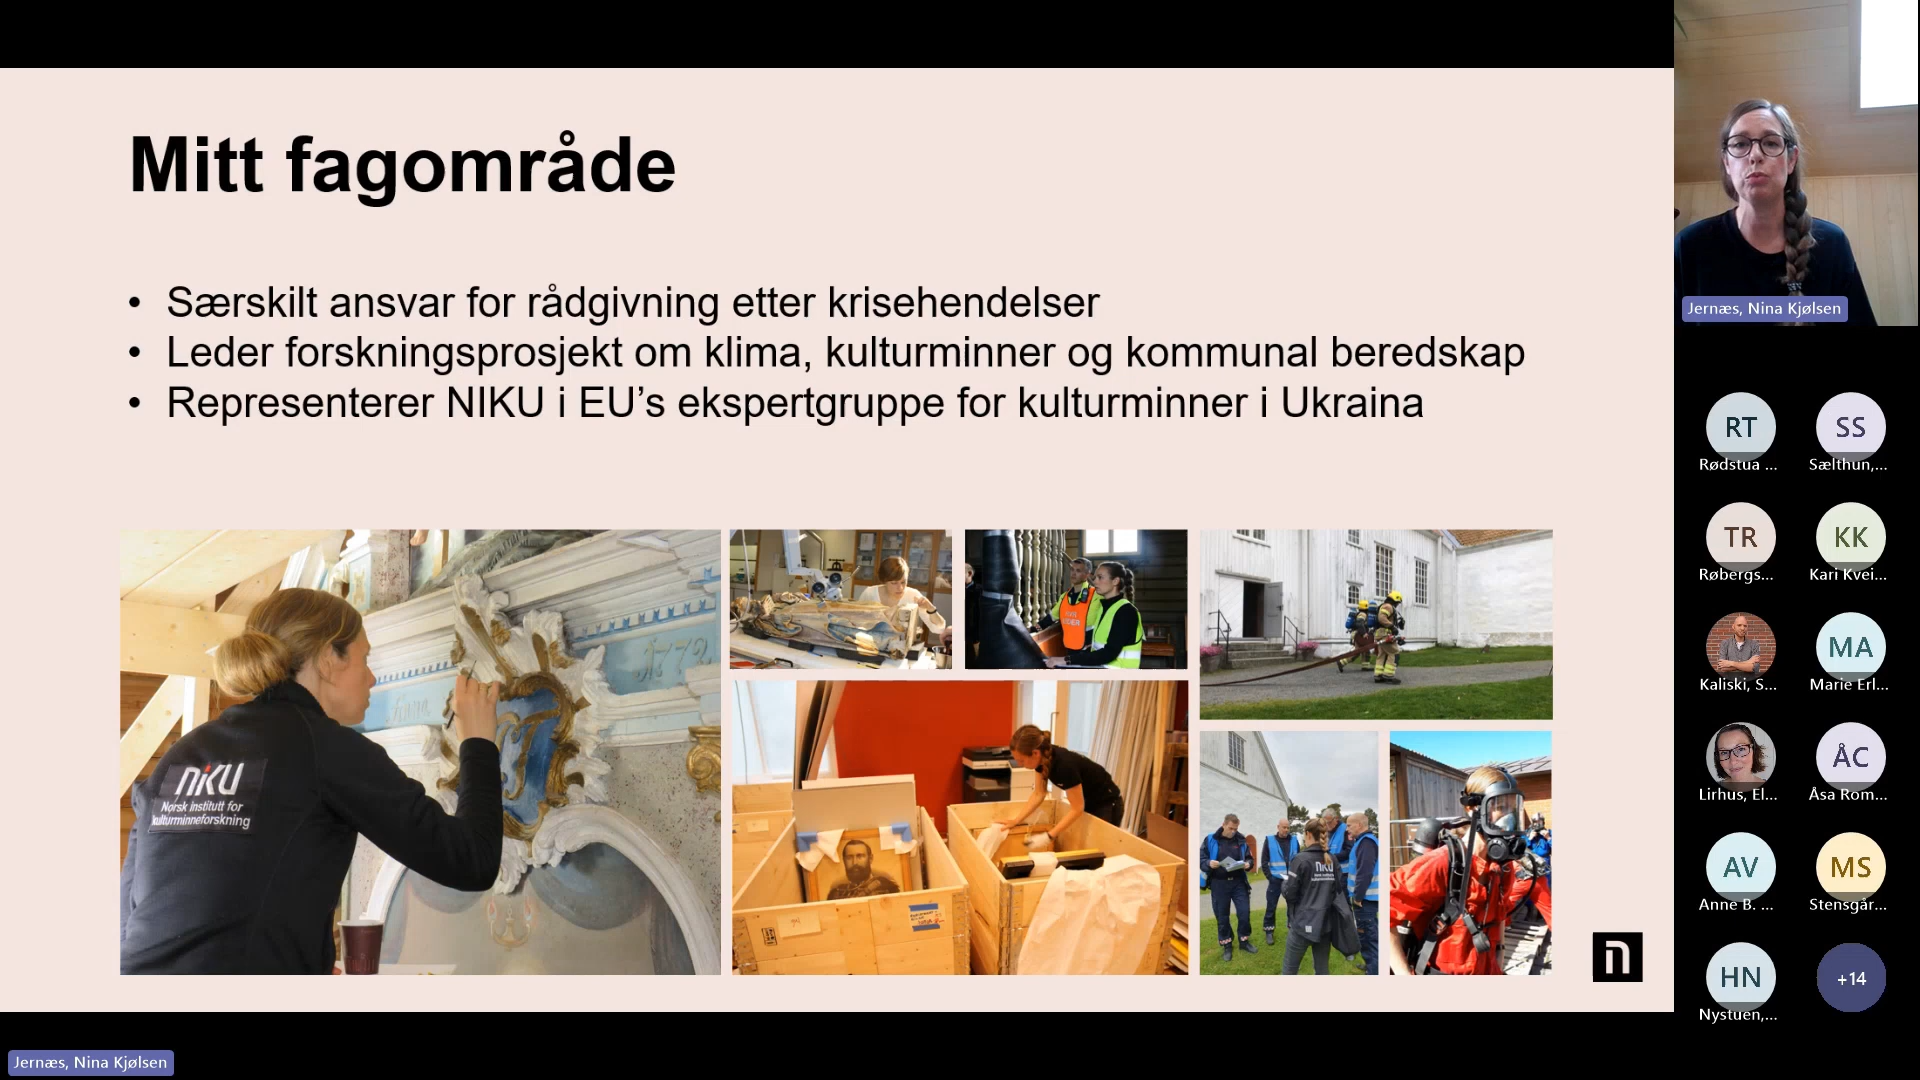 Mitt fagområde
• Særskilt ansvar for rådgivning etter krisehendelser
• Leder forskningsprosjekt om klima, kulturminner og kommunal beredskap
• Representerer NIKU i EU’s ekspertgruppe for kulturminner i Ukraina
1772
NIKU
Norsk institutt for
kulturminneforskning
n
Jernæs, Nina Kjølsen
RT
Rødstua ...
SS
Sælthun,...
TR
Røbergs...
KK
Kari Kvei...
Kaliski, S...
MA
Marie Erl...
Lirhus, El...
ÅC
Åsa Rom...
AV
Anne B. ...
MS
Stensgår...
HN
Nystuen,...
+14
Jernæs, Nina Kjølsen